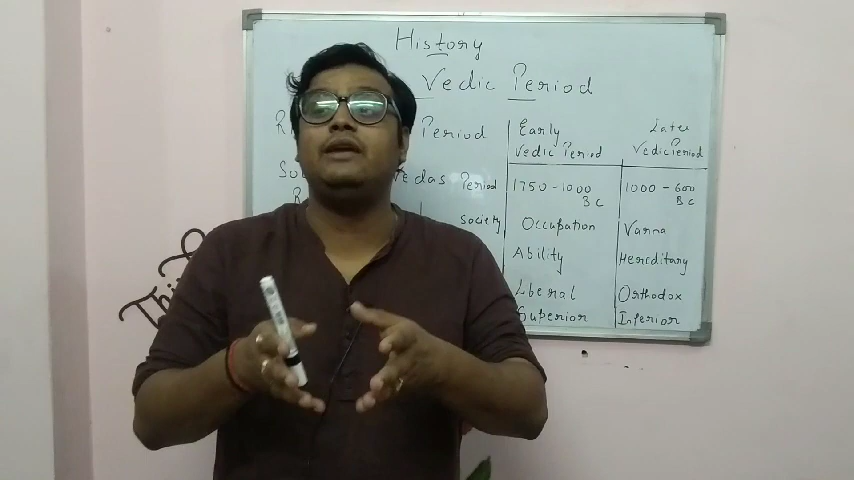 History
Vedic Period
Period
vedas
Period
society
Early
Vedic Period
Later
Vedic Period
1750-1000
BC
1000-600
BC
Occupation
Varna
Ability
Hereditary
Liberal
Orthodox
Superior
Inferior